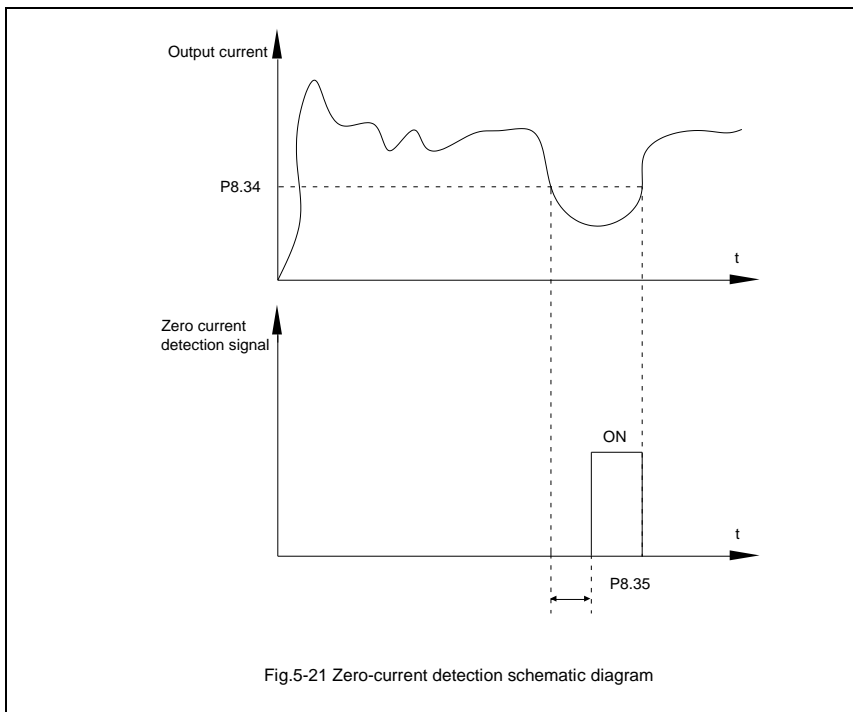 Output current
P8.34
t
Zero current
detection signal
ON
t
P8.35
Fig.5-21 Zero-current detection schematic diagram